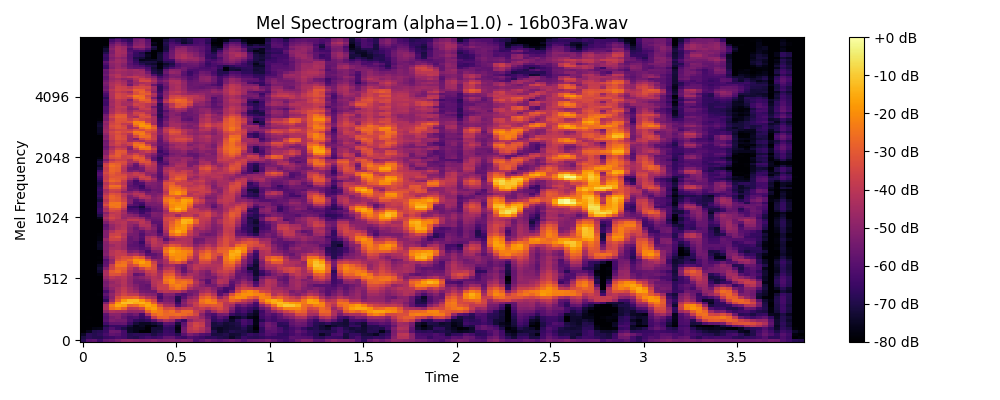 Mel Spectrogram (alpha=1.0) - 16b03Fa.wav
Mel Frequency
4096
2048
1024
512
0
0
0.5
1
1.5
2
2.5
3
3.5
Time
+0 dB
-10 dB
-20 dB
-30 dB
-40 dB
-50 dB
-60 dB
-70 dB
-80 dB